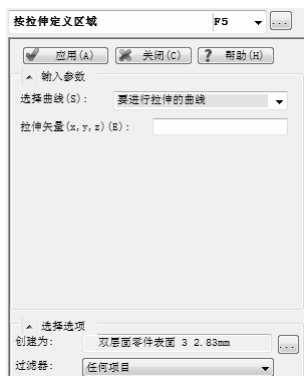 按拉伸定义区域 F5 ...
应用(A) 关闭(C) ? 帮助(H)
输入参数
选择曲线(S): 要进行拉伸的曲线
拉伸矢量(x,y,z)(E):
选择选项
创建为: 双层面零件表面 3 2.83mm ...
过滤器: 任何项目